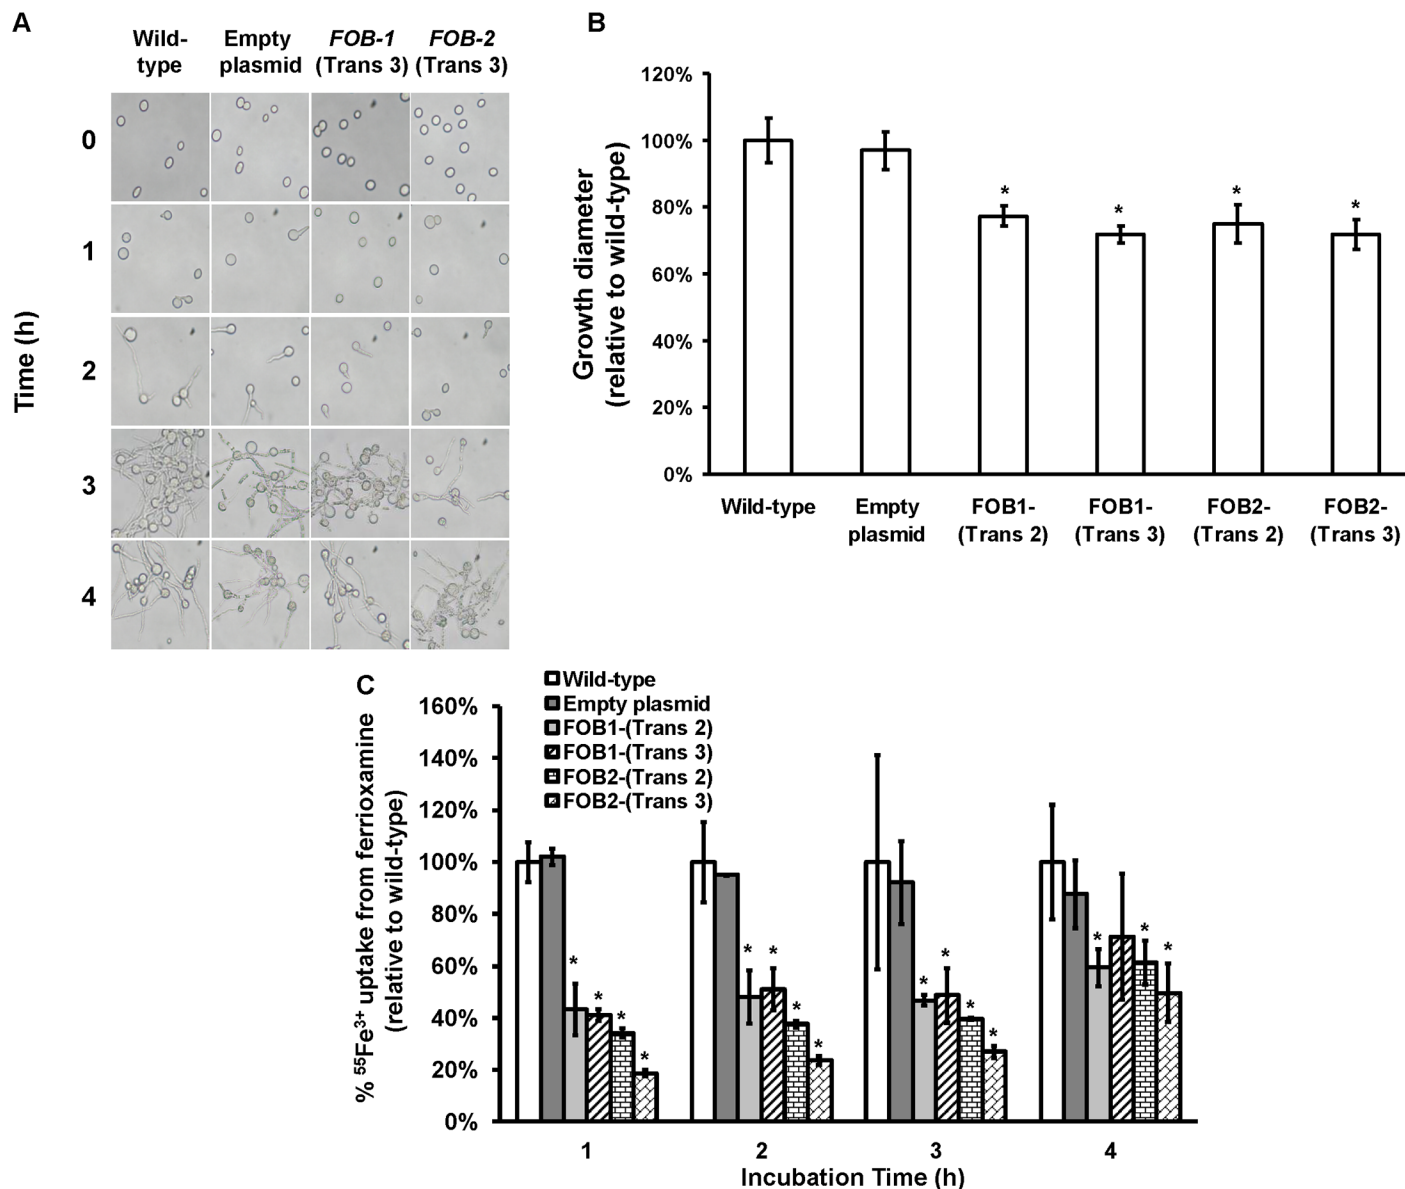 A
Wild-
type
Empty
plasmid
FOB-1
(Trans 3)
FOB-2
(Trans 3)
Time (h)
0
1
2
3
4
B
Growth diameter
(relative to wild-type)
120%
100%
80%
60%
40%
20%
0%
*
*
*
*
Wild-type
Empty
plasmid
FOB1-
(Trans 2)
FOB1-
(Trans 3)
FOB2-
(Trans 2)
FOB2-
(Trans 3)
C
Wild-type
Empty plasmid
FOB1-(Trans 2)
FOB1-(Trans 3)
FOB2-(Trans 2)
FOB2-(Trans 3)
% ⁵⁵Fe³⁺ uptake from ferrioxamine
(relative to wild-type)
160%
140%
120%
100%
80%
60%
40%
20%
0%
* * * *
* * * *
* * * *
* * *
1 2 3 4
Incubation Time (h)